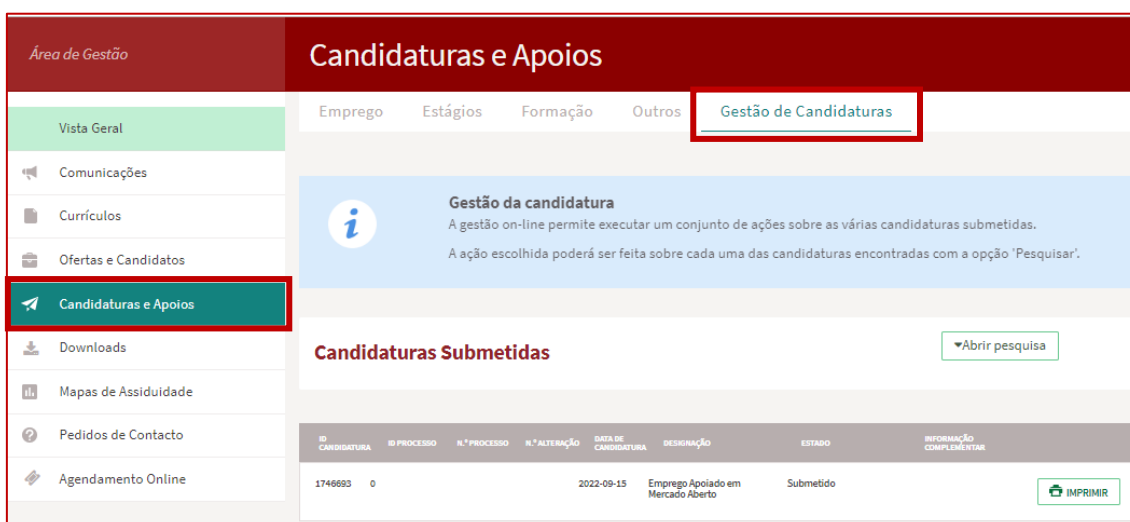 Área de Gestão
Candidaturas e Apoios
Emprego Estágios Formação Outros Gestão de Candidaturas
Vista Geral
Comunicações
Currículos
Ofertas e Candidatos
Candidaturas e Apoios
Downloads
Mapas de Assiduidade
Pedidos de Contacto
Agendamento Online
Gestão da candidatura
A gestão on-line permite executar um conjunto de ações sobre as várias candidaturas submetidas.
A ação escolhida poderá ser feita sobre cada uma das candidaturas encontradas com a opção 'Pesquisar'.
Candidaturas Submetidas
Abrir pesquisa
ID CANDIDATURA ID PROCESSO N.º PROCESSO N.º ALTERAÇÃO DATA DE CANDIDATURA DESIGNAÇÃO ESTADO INFORMAÇÃO COMPLEMENTAR
1746693 0 2022-09-15 Emprego Apoiado em Mercado Aberto Submetido IMPRIMIR